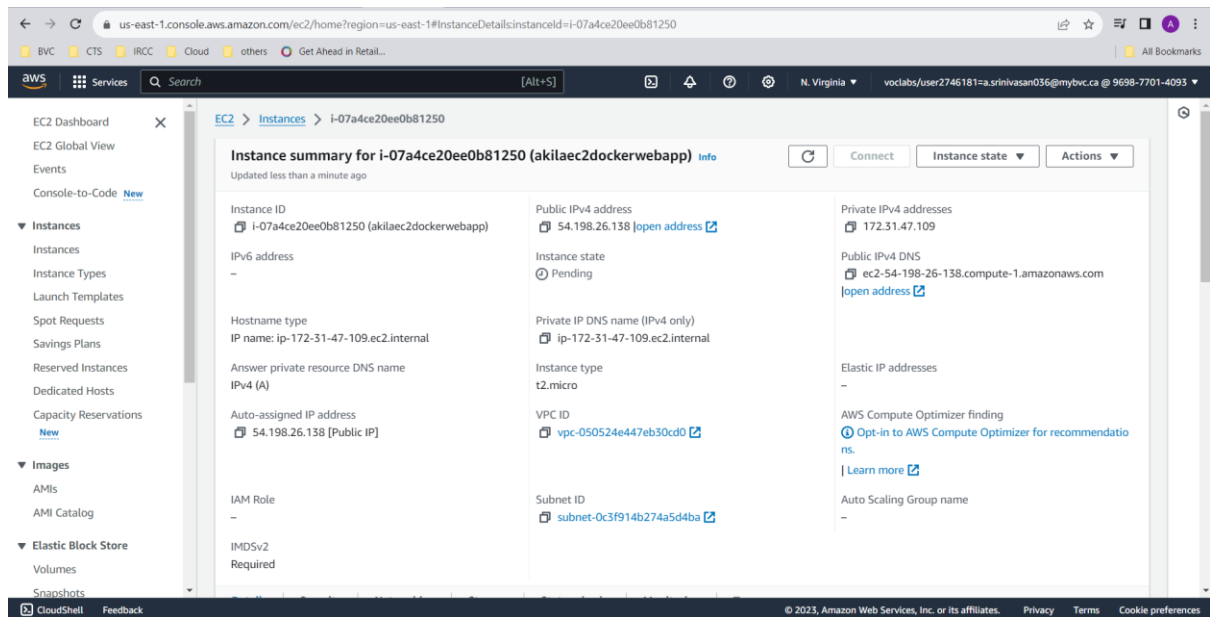 us-east-1.console.aws.amazon.com/ec2/home?region=us-east-1#InstanceDetails:instanceId=i-07a4ce20ee0b81250
A
BVC CTS IRCC Cloud others Get Ahead in Retail... All Bookmarks
aws Services Search [Alt+S] N. Virginia ▼ voclabs/user2746181=a.srinivasan036@mybvc.ca @ 9698-7701-4093 ▼
EC2 Dashboard
EC2 Global View
Events
Console-to-Code New
Instances
Instances
Instance Types
Launch Templates
Spot Requests
Savings Plans
Reserved Instances
Dedicated Hosts
Capacity Reservations
New
Images
AMIs
AMI Catalog
Elastic Block Store
Volumes
Snapshots
EC2 > Instances > i-07a4ce20ee0b81250
Instance summary for i-07a4ce20ee0b81250 (akilaec2dockerwebapp) Info
Updated less than a minute ago
Connect Instance state ▼ Actions ▼
Instance ID
i-07a4ce20ee0b81250 (akilaec2dockerwebapp)
Public IPv4 address
54.198.26.138 |open address
Private IPv4 addresses
172.31.47.109
IPv6 address
–
Instance state
Pending
Public IPv4 DNS
ec2-54-198-26-138.compute-1.amazonaws.com
|open address
Hostname type
IP name: ip-172-31-47-109.ec2.internal
Private IP DNS name (IPv4 only)
ip-172-31-47-109.ec2.internal
Answer private resource DNS name
IPv4 (A)
Instance type
t2.micro
Elastic IP addresses
–
Auto-assigned IP address
54.198.26.138 [Public IP]
VPC ID
vpc-050524e447eb30cd0
AWS Compute Optimizer finding
Opt-in to AWS Compute Optimizer for recommendatio
ns.
| Learn more
IAM Role
–
Subnet ID
subnet-0c3f914b274a5d4ba
Auto Scaling Group name
–
IMDSv2
Required
CloudShell Feedback © 2023, Amazon Web Services, Inc. or its affiliates. Privacy Terms Cookie preferences